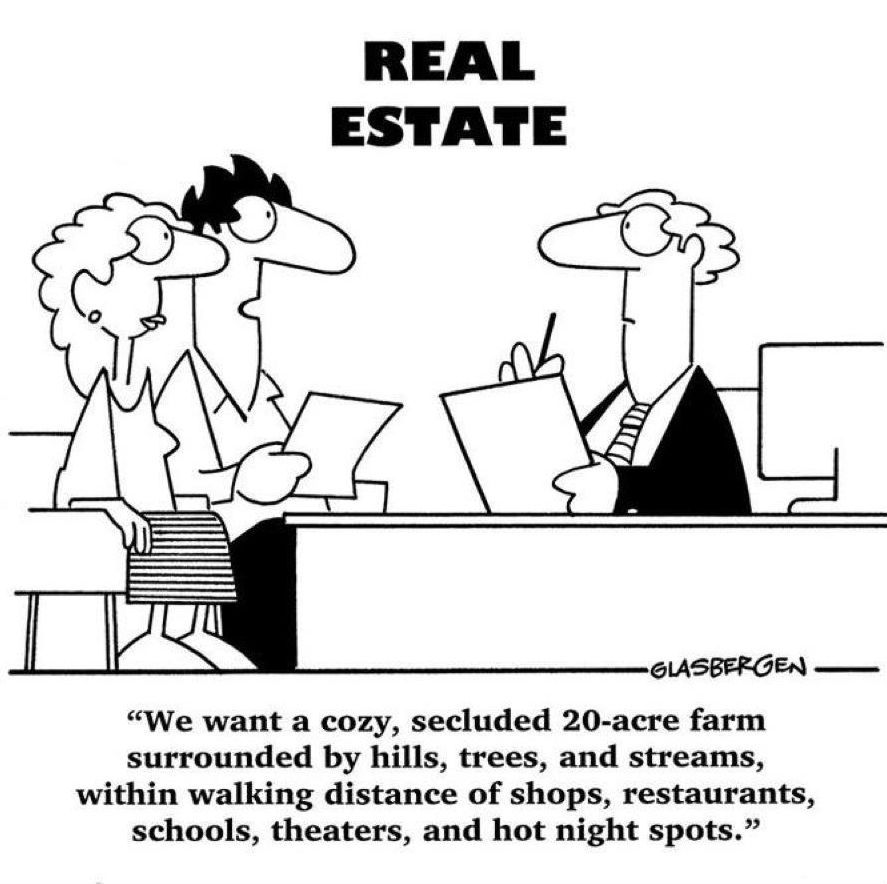 REAL
ESTATE
GLASBERGEN
“We want a cozy, secluded 20-acre farm
surrounded by hills, trees, and streams,
within walking distance of shops, restaurants,
schools, theaters, and hot night spots.”